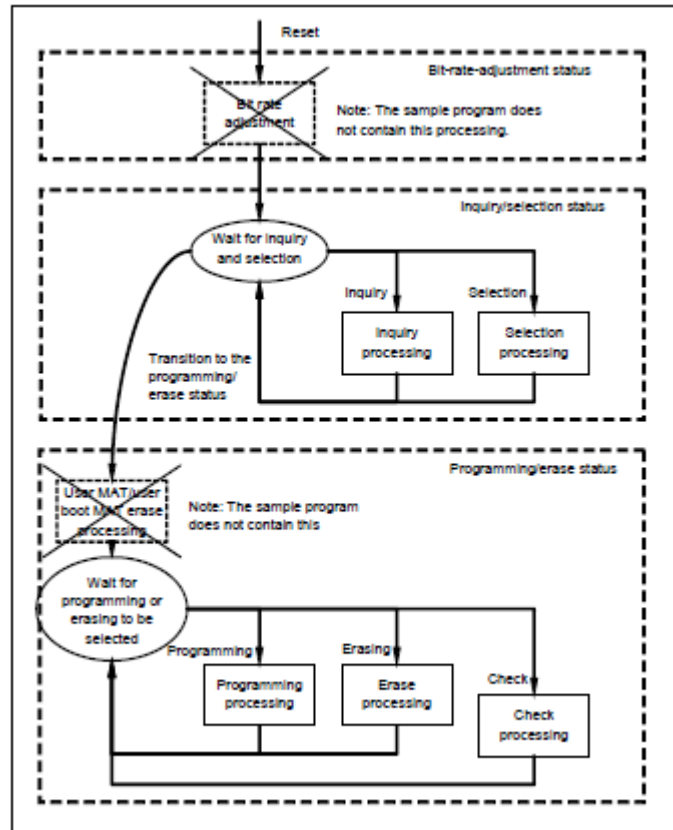 Reset
Bit-rate-adjustment status
Bit rate
adjustment
Note: The sample program does
not contain this processing.
Inquiry/selection status
Wait for inquiry
and selection
Inquiry
Selection
Inquiry
processing
Selection
processing
Transition to the
programming/
erase status
Programming/erase status
User MAT/user
boot MAT erase
processing
Note: The sample program
does not contain this
Wait for
programming or
erasing to be
selected
Programming
Erasing
Check
Programming
processing
Erase
processing
Check
processing